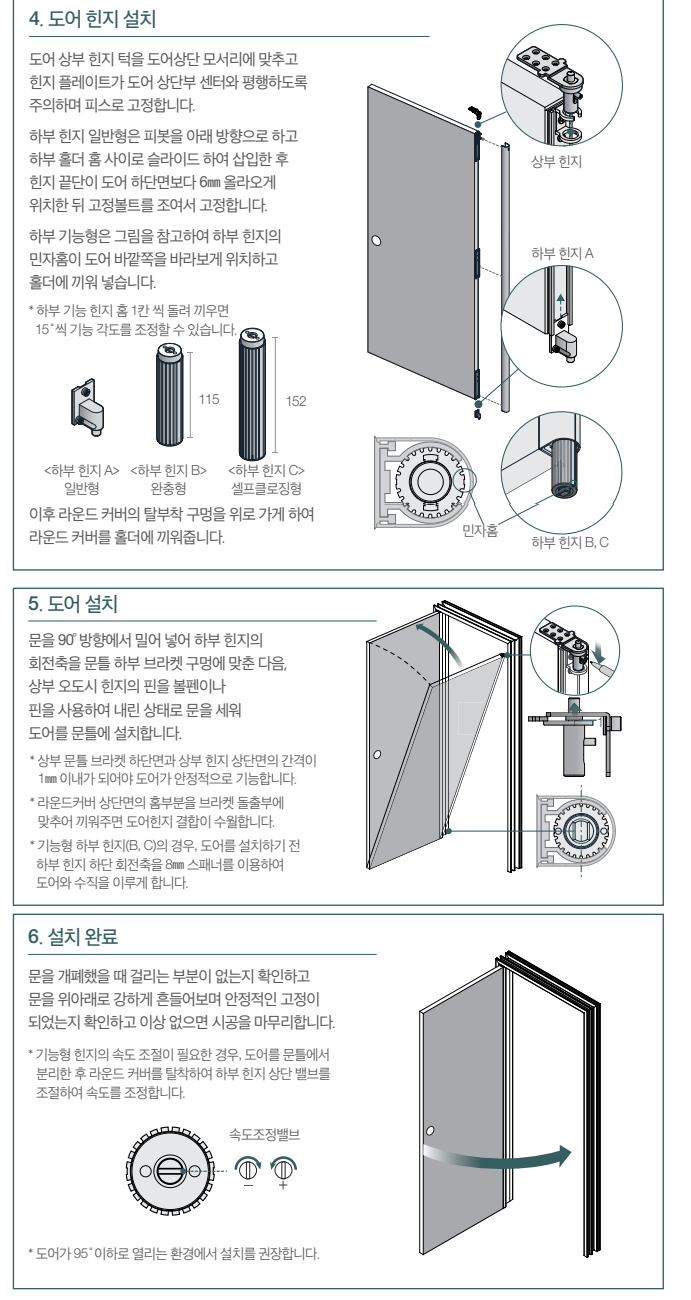 4. 도어 힌지 설치
도어 상부 힌지 턱을 도어상단 모서리에 맞추고
힌지 플레이트가 도어 상단부 센터와 평행하도록
주의하며 피스로 고정합니다.
하부 힌지 일반형은 피봇을 아래 방향으로 하고
하부 홀더 홈 사이로 슬라이드 하여 삽입한 후
힌지 끝단이 도어 하단면보다 6㎜ 올라오게
위치한 뒤 고정볼트를 조여서 고정합니다.
하부 기능형은 그림을 참고하여 하부 힌지의
민자홈이 도어 바깥쪽을 바라보게 위치하고
홀더에 끼워 넣습니다.
* 하부 기능 힌지 홈 1칸 씩 돌려 끼우면
15˚씩 기능 각도를 조정할 수 있습니다.
115
152
<하부 힌지 A>
일반형
<하부 힌지 B>
완충형
<하부 힌지 C>
셀프클로징형
이후 라운드 커버의 탈부착 구멍을 위로 가게 하여
라운드 커버를 홀더에 끼워줍니다.
상부 힌지
하부 힌지 A
민자홈
하부 힌지 B, C
5. 도어 설치
문을 90˚ 방향에서 밀어 넣어 하부 힌지의
회전축을 문틀 하부 브라켓 구멍에 맞춘 다음,
상부 오도시 힌지의 핀을 볼펜이나
핀을 사용하여 내린 상태로 문을 세워
도어를 문틀에 설치합니다.
* 상부 문틀 브라켓 하단면과 상부 힌지 상단면의 간격이
1㎜ 이내가 되어야 도어가 안정적으로 기능합니다.
* 라운드커버 상단면의 홈부분을 브라켓 돌출부에
맞추어 끼워주면 도어힌지 결합이 수월합니다.
* 기능형 하부 힌지(B, C)의 경우, 도어를 설치하기 전
하부 힌지 하단 회전축을 8㎜ 스패너를 이용하여
도어와 수직을 이루게 합니다.
6. 설치 완료
문을 개폐했을 때 걸리는 부분이 없는지 확인하고
문을 위아래로 강하게 흔들어보며 안정적인 고정이
되었는지 확인하고 이상 없으면 시공을 마무리합니다.
* 기능형 힌지의 속도 조절이 필요한 경우, 도어를 문틀에서
분리한 후 라운드 커버를 탈착하여 하부 힌지 상단 밸브를
조절하여 속도를 조정합니다.
속도조정밸브
− +
* 도어가 95˚이하로 열리는 환경에서 설치를 권장합니다.